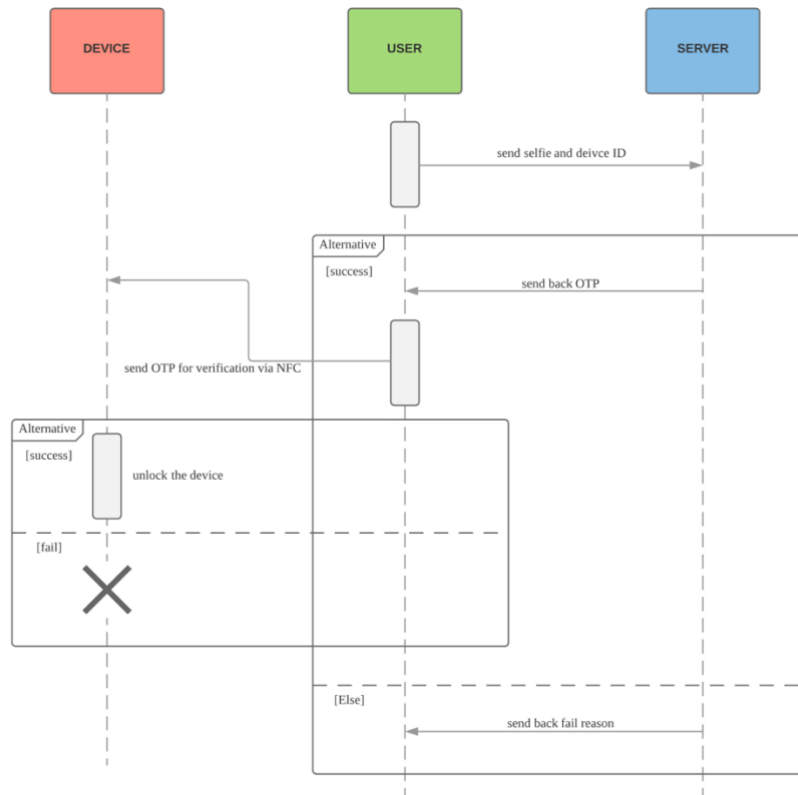 DEVICE
USER
SERVER
send selfie and deivce ID
Alternative
[success]
send back OTP
send OTP for verification via NFC
Alternative
[success]
unlock the device
[fail]
[Else]
send back fail reason